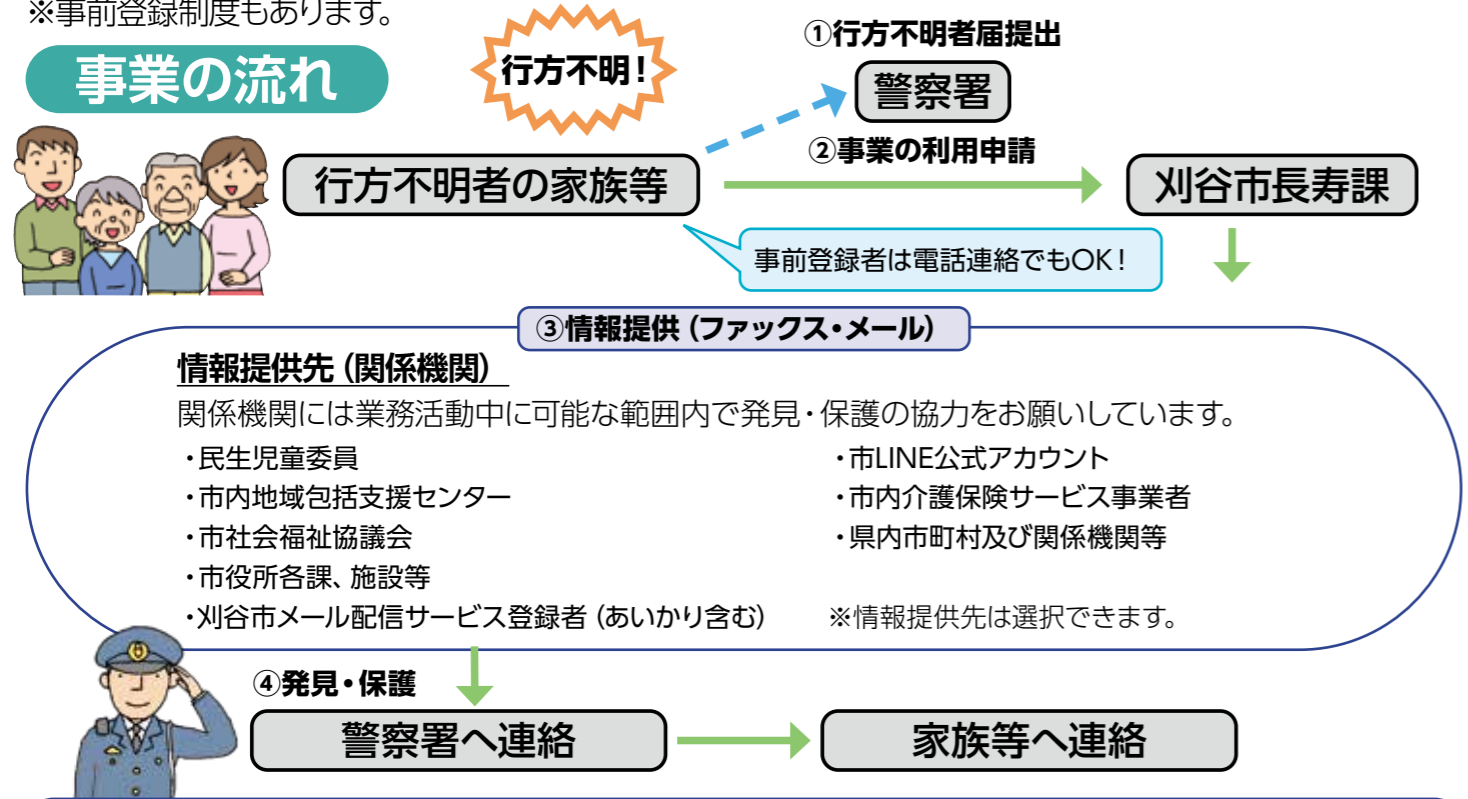 ※事前登録制度もあります。
事業の流れ
行方不明！
①行方不明者届提出
警察署
②事業の利用申請
行方不明者の家族等
刈谷市長寿課
事前登録者は電話連絡でもOK！
③情報提供（ファックス・メール）
情報提供先（関係機関）
関係機関には業務活動中に可能な範囲内で発見・保護の協力をお願いしています。
・民生児童委員
・市内地域包括支援センター
・市社会福祉協議会
・市役所各課、施設等
・刈谷市メール配信サービス登録者（あいかり含む）
・市LINE公式アカウント
・市内介護保険サービス事業者
・県内市町村及び関係機関等
※情報提供先は選択できます。
④発見・保護
警察署へ連絡
家族等へ連絡